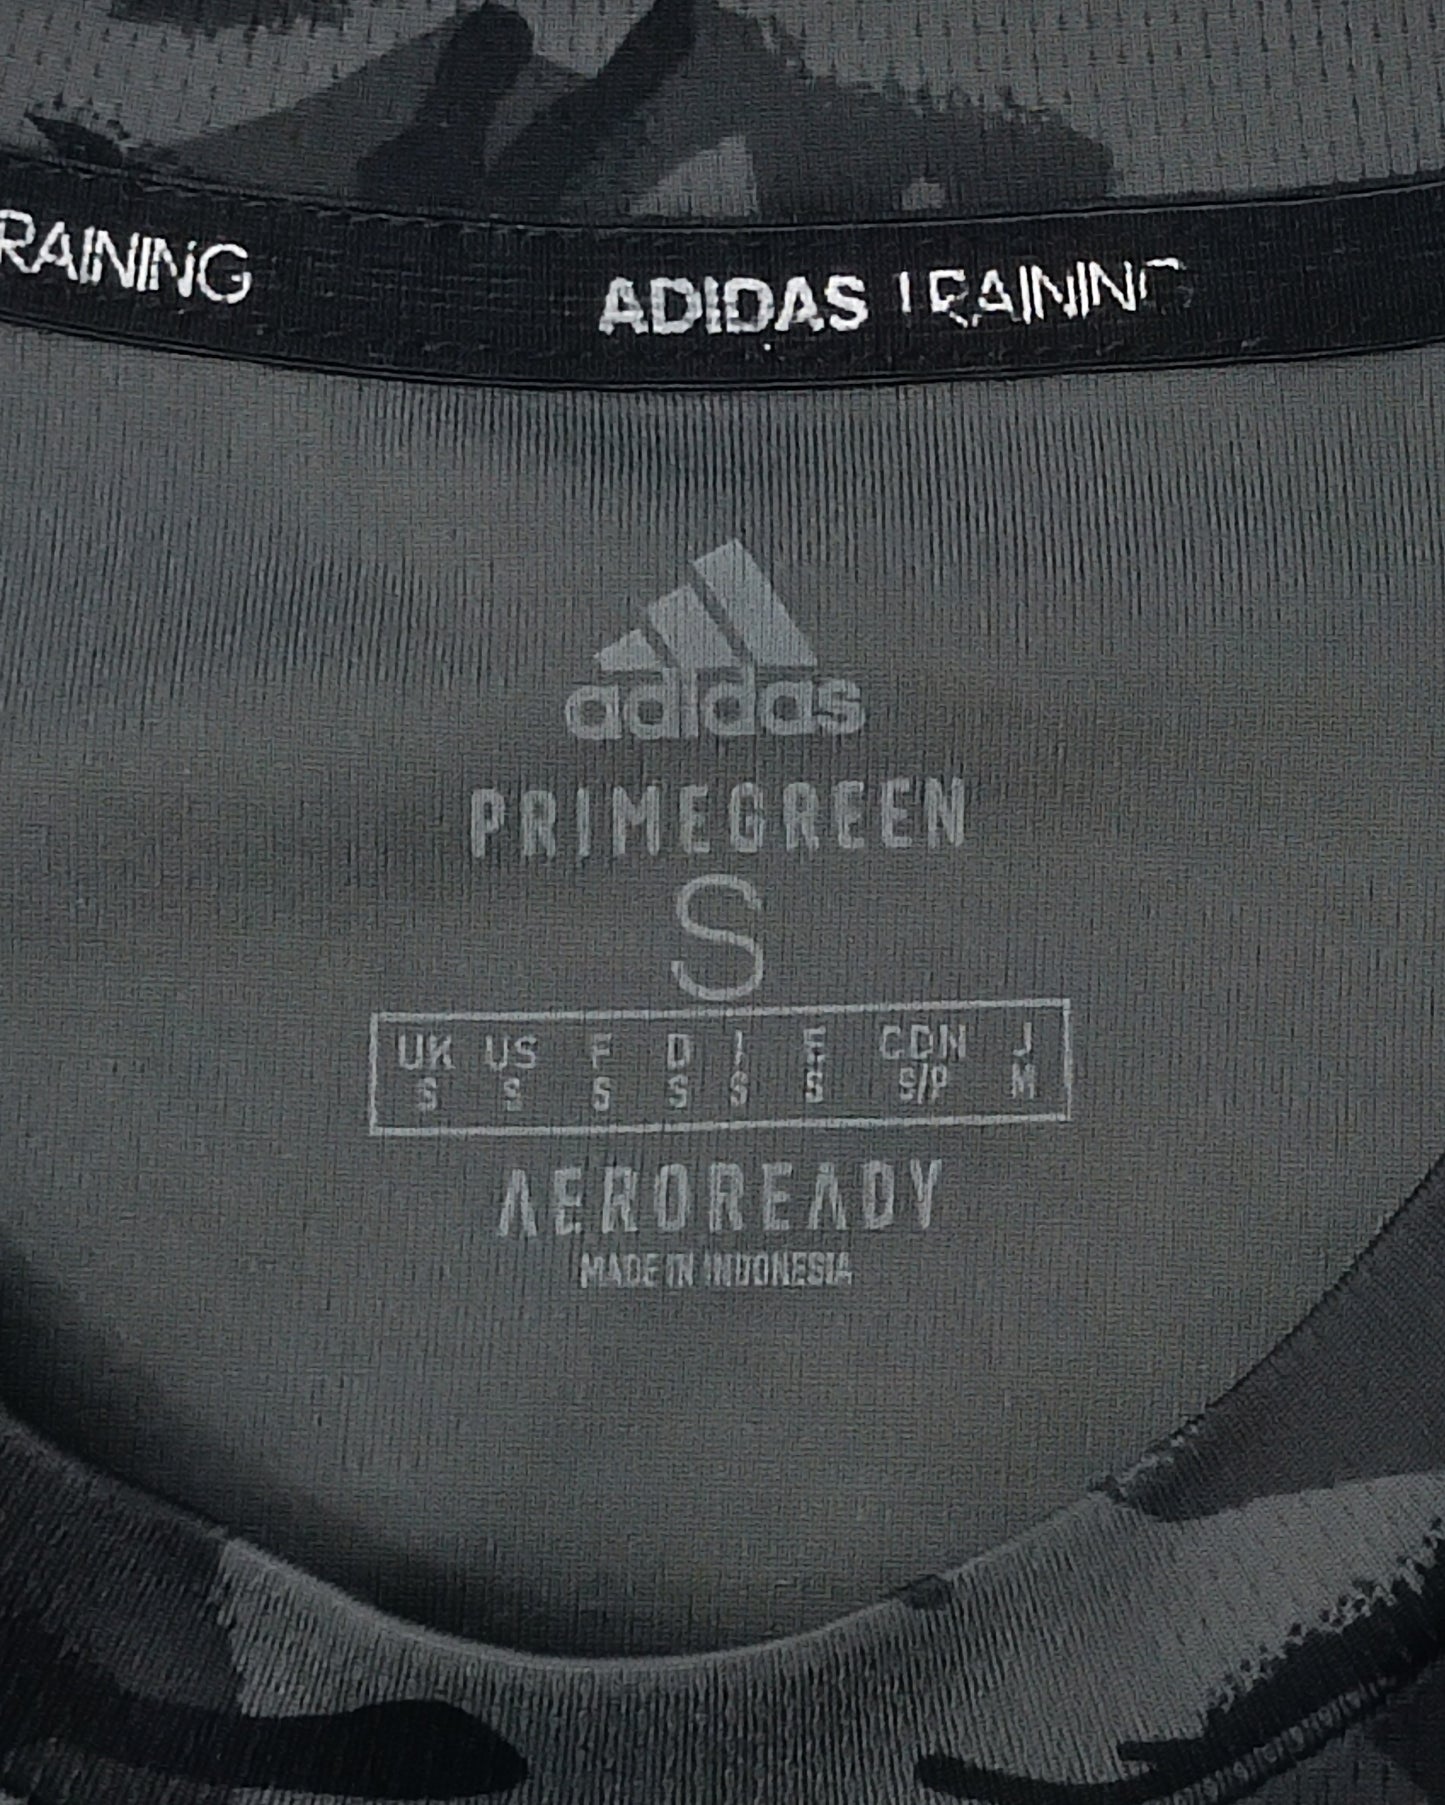 RAINING ADIDAS TRAINING
adidas
PRIMEGREEN
S
UK US F D I E CDN J
S S S S S S S/P M
AEROREADY
MADE IN INDONESIA